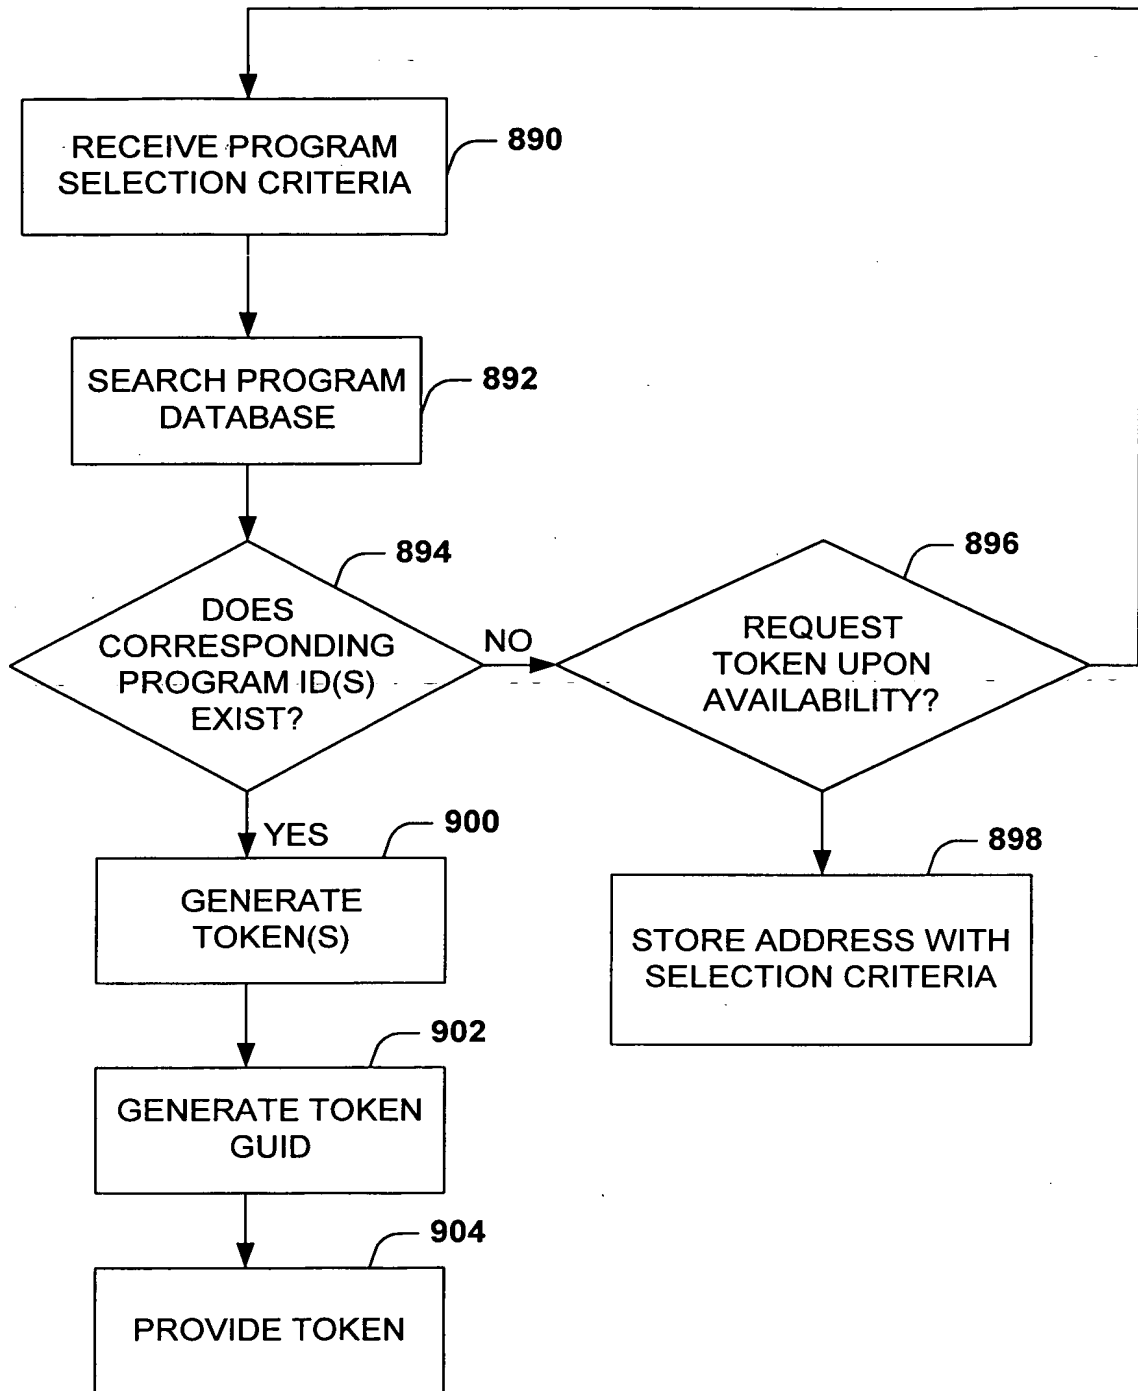 RECEIVE PROGRAM
SELECTION CRITERIA
890
SEARCH PROGRAM
DATABASE
892
894
DOES
CORRESPONDING
PROGRAM ID(S)
EXIST?
NO
896
REQUEST
TOKEN UPON
AVAILABILITY?
YES
900
GENERATE
TOKEN(S)
898
STORE ADDRESS WITH
SELECTION CRITERIA
902
GENERATE TOKEN
GUID
904
PROVIDE TOKEN